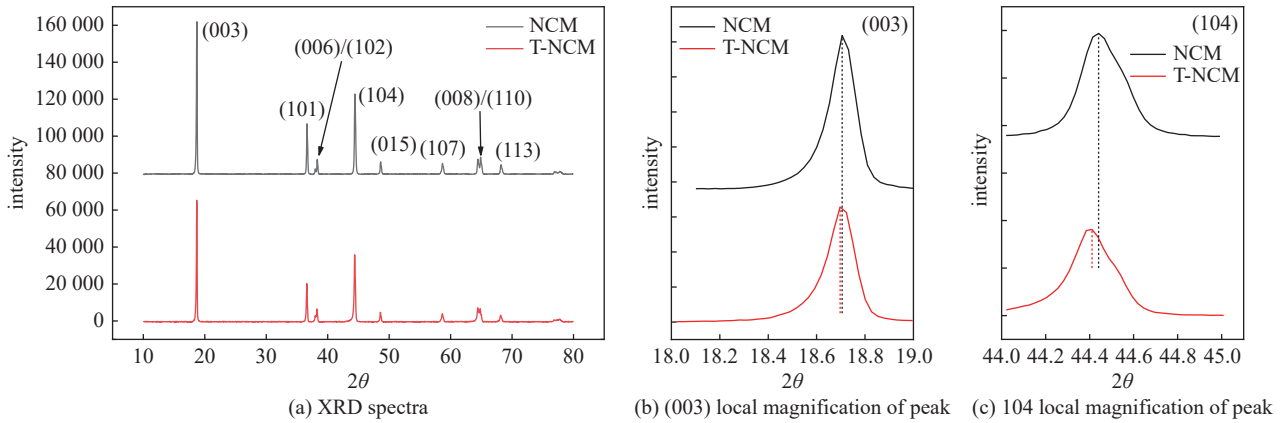 160 000
140 000
120 000
100 000
80 000
60 000
40 000
20 000
0
intensity
(003)
NCM
T-NCM
(006)/(102)
(101)
(104)
(015)
(008)/(110)
(107)
(113)
10 20 30 40 50 60 70 80
2θ
(a) XRD spectra
intensity
NCM
T-NCM
(003)
18.0 18.2 18.4 18.6 18.8 19.0
2θ
(b) (003) local magnification of peak
intensity
(104)
NCM
T-NCM
44.0 44.2 44.4 44.6 44.8 45.0
2θ
(c) 104 local magnification of peak